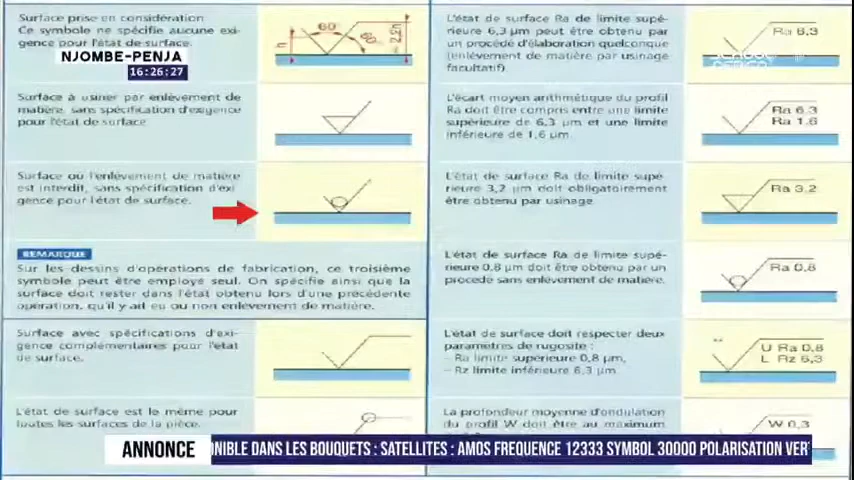 Surface prise en considération
Ce symbole ne spécifie aucune exi-
gence pour l'état de surface.
NJOMBE-PENJA
16:26:27
h
60°
60°
Surface à usiner par enlèvement de
matière, sans spécification d'exigence
pour l'état de surface.
Surface où l'enlèvement de matière
est interdit, sans spécification d'exi-
gence pour l'état de surface.
REMARQUE
Sur les dessins d'opérations de fabrication, ce troisième
symbole peut être employé seul. On spécifie ainsi que la
surface doit rester dans l'état obtenu lors d'une précédente
opération, qu'il y ait eu ou non enlèvement de matière.
Surface avec spécifications d'exi-
gence complémentaires pour l'état
de surface.
L'état de surface est le même pour
toutes les surfaces de la pièce.
L'état de surface Ra de limite supé-
rieure 6,3 µm peut être obtenu par
un procédé d'élaboration quelconque
(enlèvement de matière par usinage
facultatif).
Ra 6,3
L'écart moyen arithmétique du profil
Ra doit être compris entre une limite
supérieure de 6,3 µm et une limite
inférieure de 1,6 µm.
Ra 6,3
Ra 1,6
L'état de surface Ra de limite supé-
rieure 3,2 µm doit obligatoirement
être obtenu par usinage.
Ra 3,2
L'état de surface Ra de limite supé-
rieure 0,8 µm doit être obtenu par un
procédé sans enlèvement de matière.
Ra 0,8
L'état de surface doit respecter deux
paramètres de rugosité :
– Ra limite supérieure 0,8 µm,
– Rz limite inférieure 6,3 µm.
U Ra 0,8
L Rz 6,3
La profondeur moyenne d'ondulation
du profil W doit être au maximum
W 0,3
ANNONCE
ONIBLE DANS LES BOUQUETS : SATELLITES : AMOS FREQUENCE 12333 SYMBOL 30000 POLARISATION VER